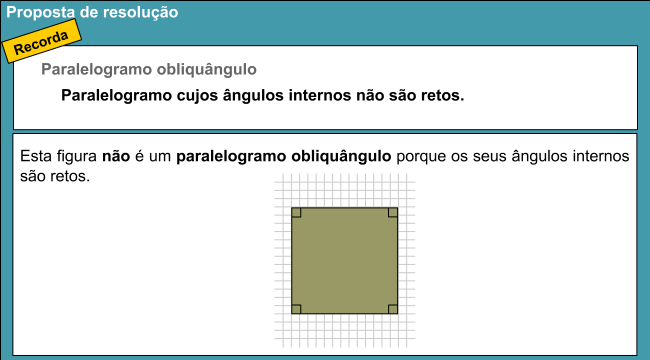 Proposta de resolução
Recorda
Paralelogramo obliquângulo
Paralelogramo cujos ângulos internos não são retos.
Esta figura não é um paralelogramo obliquângulo porque os seus ângulos internos
são retos.